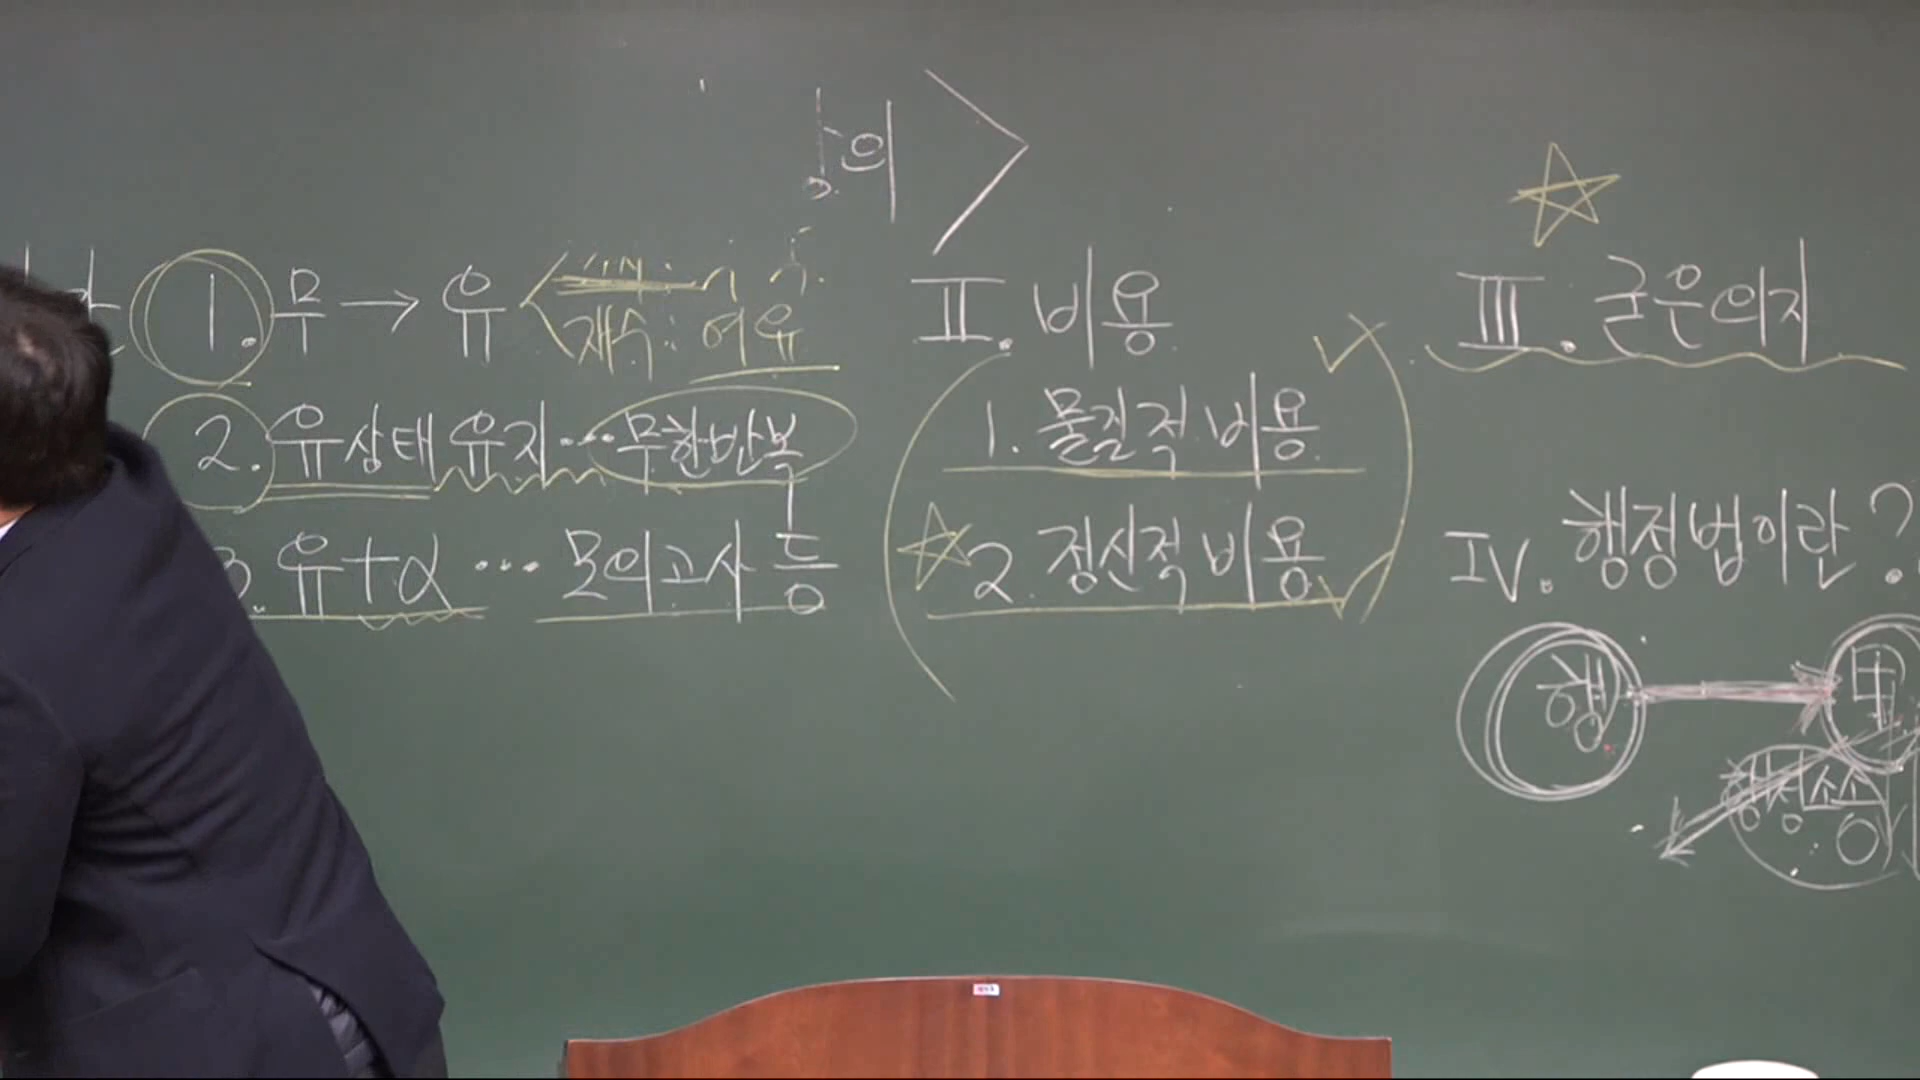 강의 >
1. 무 → 유
재수 : 여유
2. 유상태 유지 ... 무한반복
3. 유+α ... 모의고사 등
Ⅱ. 비용
1. 물질적 비용
2. 정신적 비용
Ⅲ. 굳은의지
Ⅳ. 행정법이란?
행
행정소송